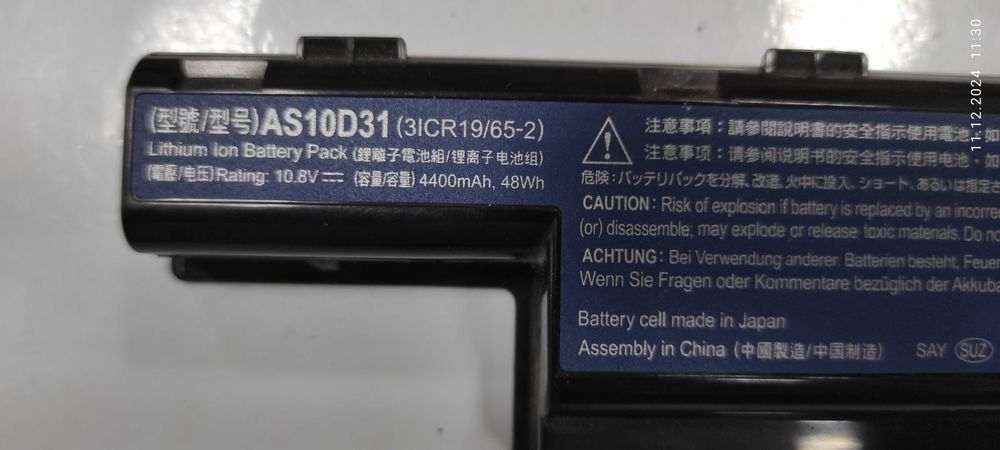 (型號/型号)AS10D31 (3ICR19/65-2)
Lithium Ion Battery Pack (鋰離子電池組/锂离子电池组)
(電壓/电压) Rating: 10.8V⎓ (容量/容量) 4400mAh, 48Wh
注意事項：請參閱說明書的安全指示使用電池，如
注意事项：请参阅说明书的安全指示使用电池，如
危険：バッテリパックを分解、改造、火中に投入、ショート、あるいは指定さ
CAUTION: Risk of explosion if battery is replaced by an incorre
(or) disassemble; may explode or release toxic materials. Do no
ACHTUNG: Bei Verwendung anderer. Batterien besteht, Feuer
Wenn Sie Fragen oder Kommentare bezüglich der Akkuba
Battery cell made in Japan
Assembly in China (中國製造/中国制造) SAY SUZ
11.12.2024 11:30